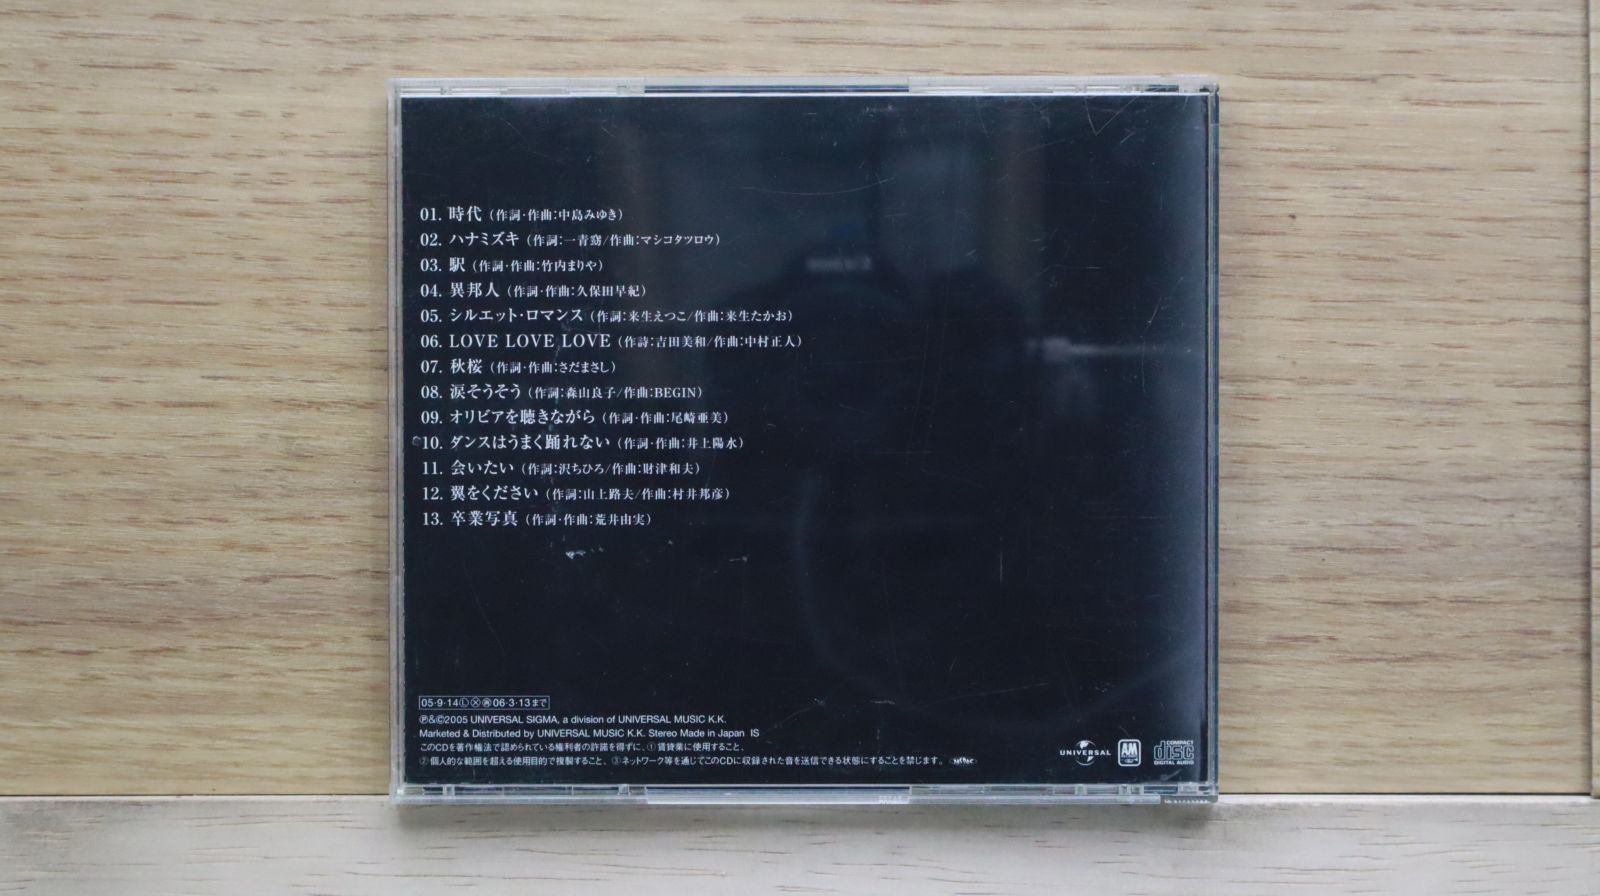 01. 時代 (作詞・作曲:中島みゆき)
02. ハナミズキ (作詞:一青窈/作曲:マシコタツロウ)
03. 駅 (作詞・作曲:竹内まりや)
04. 異邦人 (作詞・作曲:久保田早紀)
05. シルエット・ロマンス (作詞:来生えつこ/作曲:来生たかお)
06. LOVE LOVE LOVE (作詩:吉田美和/作曲:中村正人)
07. 秋桜 (作詞・作曲:さだまさし)
08. 涙そうそう (作詞:森山良子/作曲:BEGIN)
09. オリビアを聴きながら (作詞・作曲:尾崎亜美)
10. ダンスはうまく踊れない (作詞・作曲:井上陽水)
11. 会いたい (作詞:沢ちひろ/作曲:財津和夫)
12. 翼をください (作詞:山上路夫/作曲:村井邦彦)
13. 卒業写真 (作詞・作曲:荒井由実)
05・9・14Ⓛ Ⓧ ㊢06・3・13まで
Ⓟ&©2005 UNIVERSAL SIGMA, a division of UNIVERSAL MUSIC K.K.
Marketed & Distributed by UNIVERSAL MUSIC K.K. Stereo Made in Japan IS
このCDを著作権法で認められている権利者の許諾を得ずに、①賃貸業に使用すること、
②個人的な範囲を超える使用目的で複製すること、③ネットワーク等を通じてこのCDに収録された音を送信できる状態にすることを禁じます。
UNIVERSAL
A&M
COMPACT
disc
DIGITAL AUDIO